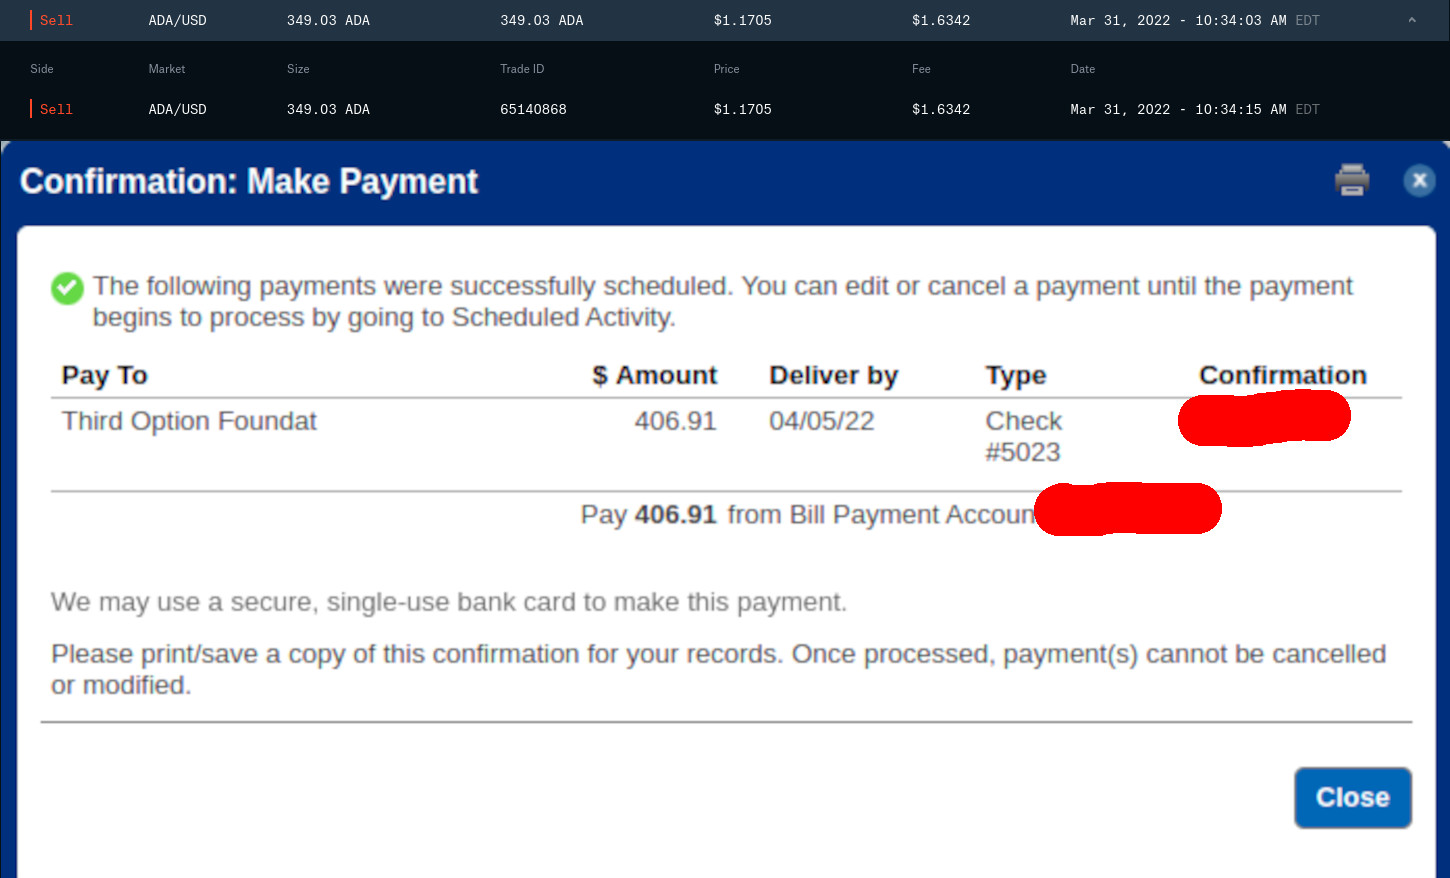 Sell ADA/USD 349.03 ADA 349.03 ADA $1.1705 $1.6342 Mar 31, 2022 - 10:34:03 AM EDT
Side Market Size Trade ID Price Fee Date
Sell ADA/USD 349.03 ADA 65140868 $1.1705 $1.6342 Mar 31, 2022 - 10:34:15 AM EDT
Confirmation: Make Payment
The following payments were successfully scheduled. You can edit or cancel a payment until the payment
begins to process by going to Scheduled Activity.
Pay To $ Amount Deliver by Type Confirmation
Third Option Foundat 406.91 04/05/22 Check
#5023
Pay 406.91 from Bill Payment Accoun
We may use a secure, single-use bank card to make this payment.
Please print/save a copy of this confirmation for your records. Once processed, payment(s) cannot be cancelled
or modified.
Close